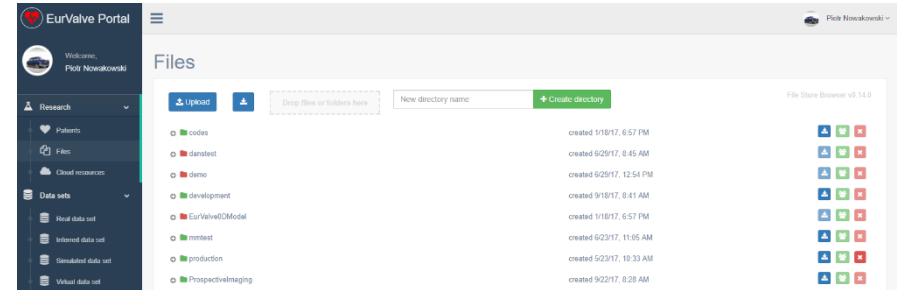 EurValve Portal
Piotr Nowakowski
Welcome,
Piotr Nowakowski
Files
Upload
Drop files or folders here
New directory name
Create directory
File Store Browser v0.14.0
Research
Patients
Files
Cloud resources
Data sets
Real data set
Inferred data set
Simulated data set
Virtual data set
codes created 1/18/17, 6:57 PM
danstest created 6/29/17, 8:45 AM
demo created 6/29/17, 12:54 PM
development created 9/18/17, 8:41 AM
EurValve0DModel created 1/18/17, 6:57 PM
mmtest created 6/23/17, 11:05 AM
production created 5/23/17, 10:33 AM
ProspectiveImaging created 9/22/17, 8:28 AM